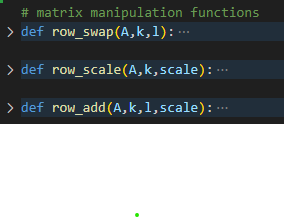 # matrix manipulation functions
def row_swap(A,k,l):···
def row_scale(A,k,scale):···
def row_add(A,k,l,scale):···